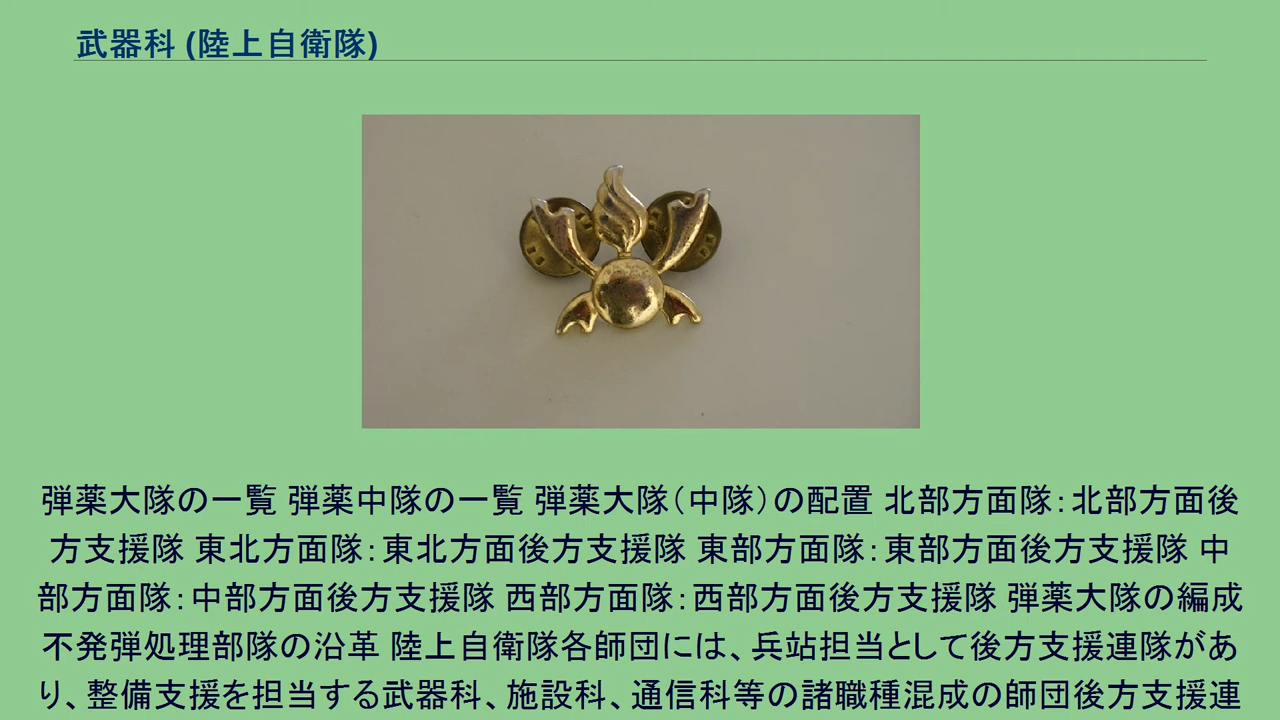 武器科 (陸上自衛隊)
弾薬大隊の一覧 弾薬中隊の一覧 弾薬大隊（中隊）の配置 北部方面隊：北部方面後
方支援隊 東北方面隊：東北方面後方支援隊 東部方面隊：東部方面後方支援隊 中
部方面隊：中部方面後方支援隊 西部方面隊：西部方面後方支援隊 弾薬大隊の編成
不発弾処理部隊の沿革 陸上自衛隊各師団には、兵站担当として後方支援連隊があ
り、整備支援を担当する武器科、施設科、通信科等の諸職種混成の師団後方支援連